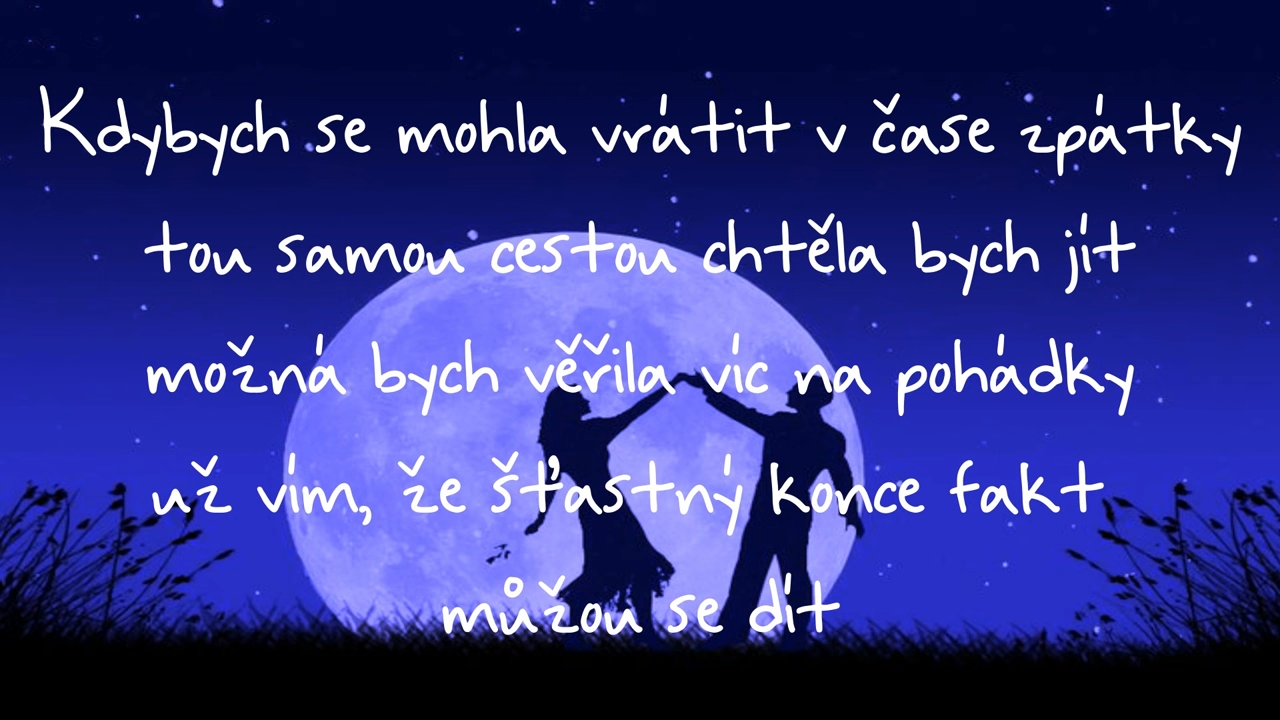 Kdybych se mohla vrátit v čase zpátky
tou samou cestou chtěla bych jít
možná bych věřila víc na pohádky
už vím, že šťastný konce fakt
můžou se dít